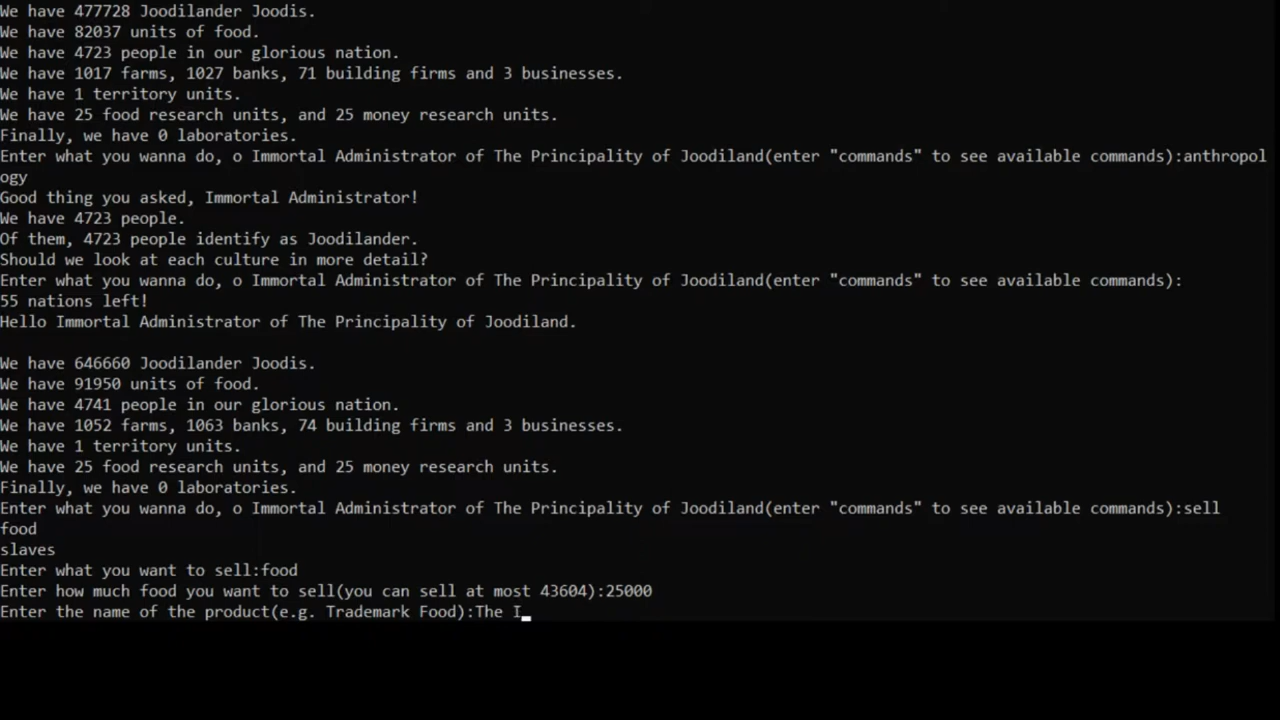 We have 477728 Joodilander Joodis.
We have 82037 units of food.
We have 4723 people in our glorious nation.
We have 1017 farms, 1027 banks, 71 building firms and 3 businesses.
We have 1 territory units.
We have 25 food research units, and 25 money research units.
Finally, we have 0 laboratories.
Enter what you wanna do, o Immortal Administrator of The Principality of Joodiland(enter "commands" to see available commands):anthropol
ogy
Good thing you asked, Immortal Administrator!
We have 4723 people.
Of them, 4723 people identify as Joodilander.
Should we look at each culture in more detail?
Enter what you wanna do, o Immortal Administrator of The Principality of Joodiland(enter "commands" to see available commands):
55 nations left!
Hello Immortal Administrator of The Principality of Joodiland.
We have 646660 Joodilander Joodis.
We have 91950 units of food.
We have 4741 people in our glorious nation.
We have 1052 farms, 1063 banks, 74 building firms and 3 businesses.
We have 1 territory units.
We have 25 food research units, and 25 money research units.
Finally, we have 0 laboratories.
Enter what you wanna do, o Immortal Administrator of The Principality of Joodiland(enter "commands" to see available commands):sell
food
slaves
Enter what you want to sell:food
Enter how much food you want to sell(you can sell at most 43604):25000
Enter the name of the product(e.g. Trademark Food):The I